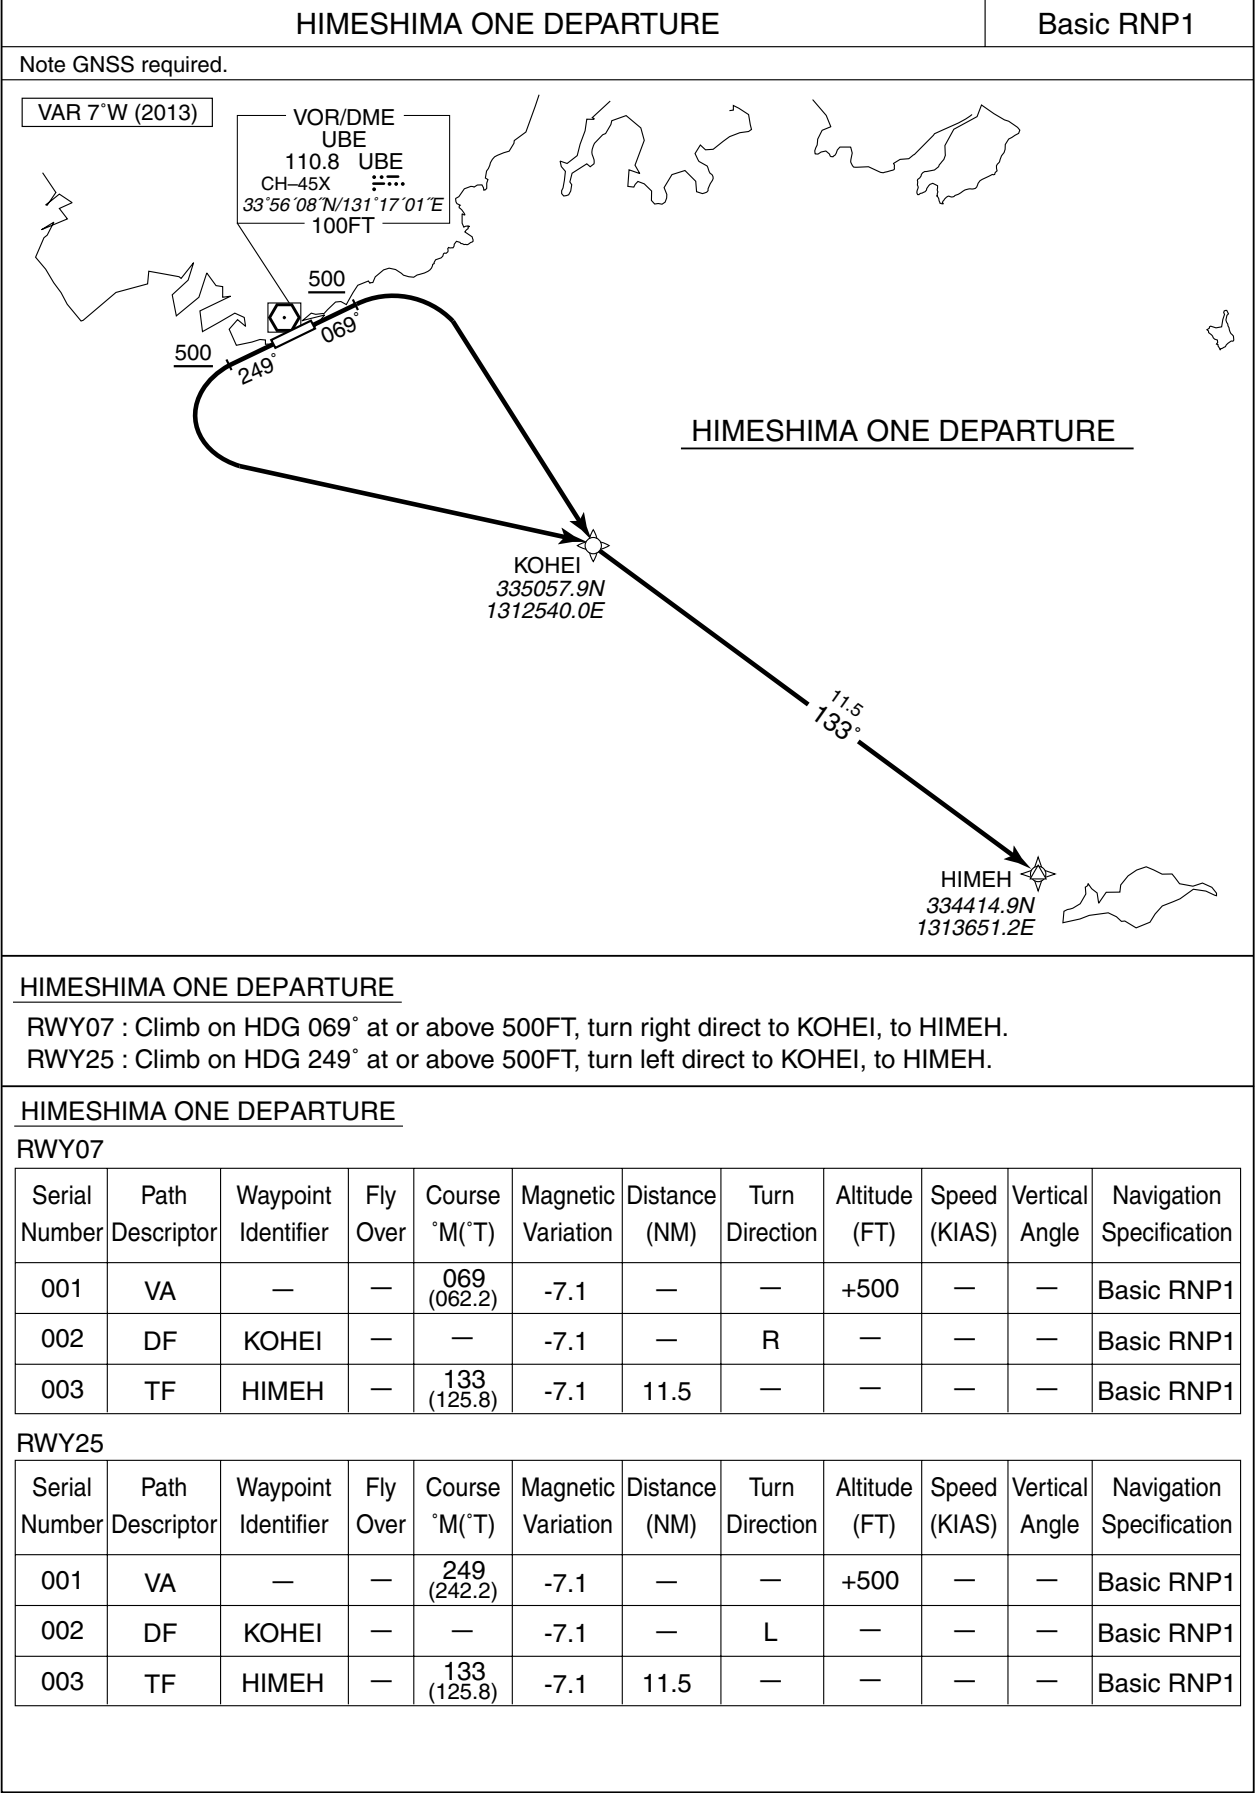 HIMESHIMA ONE DEPARTURE
Basic RNP1
Note GNSS required.
VAR 7˚W (2013)
VOR/DME
UBE
110.8 UBE
CH–45X
33˚56´08˝N/131˚17´01˝E
100FT
500
069˚
500
249˚
HIMESHIMA ONE DEPARTURE
KOHEI
335057.9N
1312540.0E
11.5
133˚
HIMEH
334414.9N
1313651.2E
HIMESHIMA ONE DEPARTURE
RWY07 : Climb on HDG 069˚ at or above 500FT, turn right direct to KOHEI, to HIMEH.
RWY25 : Climb on HDG 249˚ at or above 500FT, turn left direct to KOHEI, to HIMEH.
HIMESHIMA ONE DEPARTURE
RWY07
Serial Path Waypoint Fly Course Magnetic Distance Turn Altitude Speed Vertical Navigation
Number Descriptor Identifier Over ˚M(˚T) Variation (NM) Direction (FT) (KIAS) Angle Specification
001 VA — — 069 (062.2) -7.1 — — +500 — — Basic RNP1
002 DF KOHEI — — -7.1 — R — — — Basic RNP1
003 TF HIMEH — 133 (125.8) -7.1 11.5 — — — — Basic RNP1
RWY25
Serial Path Waypoint Fly Course Magnetic Distance Turn Altitude Speed Vertical Navigation
Number Descriptor Identifier Over ˚M(˚T) Variation (NM) Direction (FT) (KIAS) Angle Specification
001 VA — — 249 (242.2) -7.1 — — +500 — — Basic RNP1
002 DF KOHEI — — -7.1 — L — — — Basic RNP1
003 TF HIMEH — 133 (125.8) -7.1 11.5 — — — — Basic RNP1